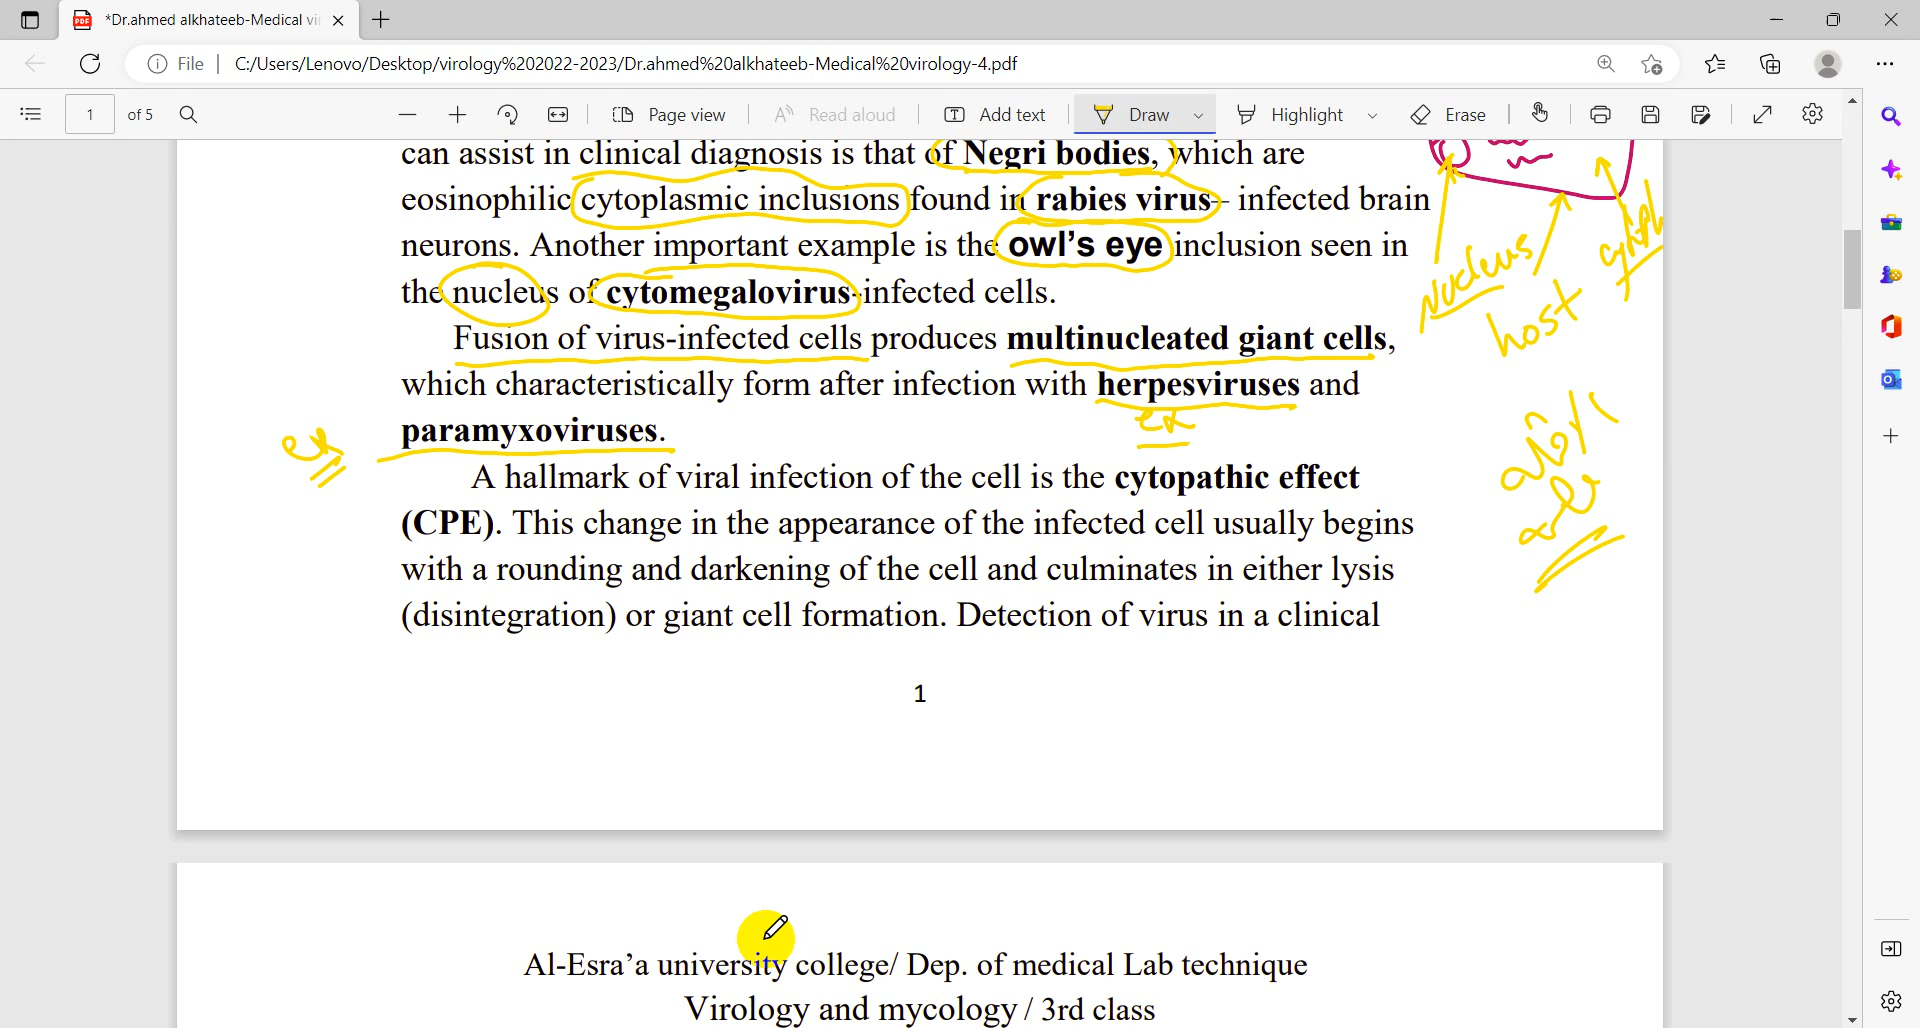 *Dr.ahmed alkhateeb-Medical vi
File
C:/Users/Lenovo/Desktop/virology%202022-2023/Dr.ahmed%20alkhateeb-Medical%20virology-4.pdf
1 of 5
Page view
Read aloud
Add text
Draw
Highlight
Erase
can assist in clinical diagnosis is that of Negri bodies, which are
eosinophilic cytoplasmic inclusions found in rabies virus– infected brain
neurons. Another important example is the owl’s eye inclusion seen in
the nucleus of cytomegalovirus-infected cells.
Nucleus
host
Fusion of virus-infected cells produces multinucleated giant cells,
which characteristically form after infection with herpesviruses and
ex
paramyxoviruses.
ex
A hallmark of viral infection of the cell is the cytopathic effect
(CPE). This change in the appearance of the infected cell usually begins
with a rounding and darkening of the cell and culminates in either lysis
(disintegration) or giant cell formation. Detection of virus in a clinical
1
Al-Esra’a university college/ Dep. of medical Lab technique
Virology and mycology / 3rd class